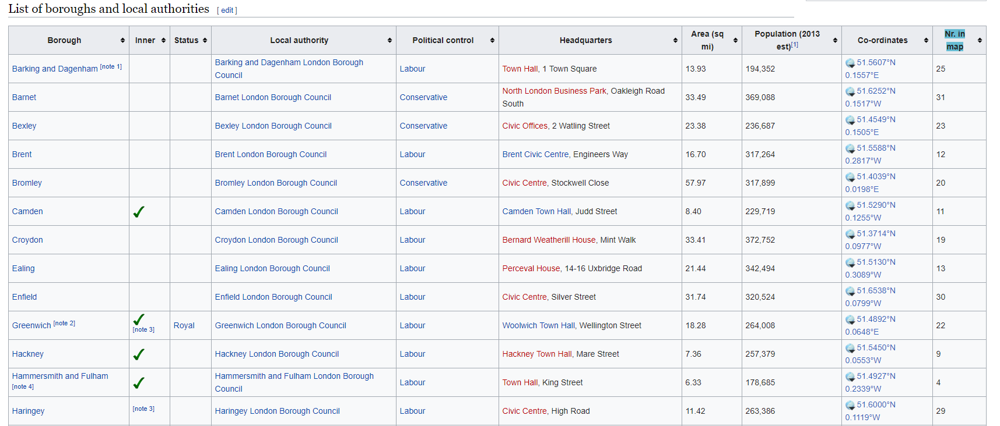 List of boroughs and local authorities [ edit ]
Borough Inner Status Local authority Political control Headquarters Area (sq mi) Population (2013 est)[1] Co-ordinates Nr. in map
Barking and Dagenham [note 1] Barking and Dagenham London Borough Council Labour Town Hall, 1 Town Square 13.93 194,352 51.5607°N 0.1557°E 25
Barnet Barnet London Borough Council Conservative North London Business Park, Oakleigh Road South 33.49 369,088 51.6252°N 0.1517°W 31
Bexley Bexley London Borough Council Conservative Civic Offices, 2 Watling Street 23.38 236,687 51.4549°N 0.1505°E 23
Brent Brent London Borough Council Labour Brent Civic Centre, Engineers Way 16.70 317,264 51.5588°N 0.2817°W 12
Bromley Bromley London Borough Council Conservative Civic Centre, Stockwell Close 57.97 317,899 51.4039°N 0.0198°E 20
Camden ✓ Camden London Borough Council Labour Camden Town Hall, Judd Street 8.40 229,719 51.5290°N 0.1255°W 11
Croydon Croydon London Borough Council Labour Bernard Weatherill House, Mint Walk 33.41 372,752 51.3714°N 0.0977°W 19
Ealing Ealing London Borough Council Labour Perceval House, 14-16 Uxbridge Road 21.44 342,494 51.5130°N 0.3089°W 13
Enfield Enfield London Borough Council Labour Civic Centre, Silver Street 31.74 320,524 51.6538°N 0.0799°W 30
Greenwich [note 2] ✓ [note 3] Royal Greenwich London Borough Council Labour Woolwich Town Hall, Wellington Street 18.28 264,008 51.4892°N 0.0648°E 22
Hackney ✓ Hackney London Borough Council Labour Hackney Town Hall, Mare Street 7.36 257,379 51.5450°N 0.0553°W 9
Hammersmith and Fulham [note 4] ✓ Hammersmith and Fulham London Borough Council Labour Town Hall, King Street 6.33 178,685 51.4927°N 0.2339°W 4
Haringey [note 3] Haringey London Borough Council Labour Civic Centre, High Road 11.42 263,386 51.6000°N 0.1119°W 29